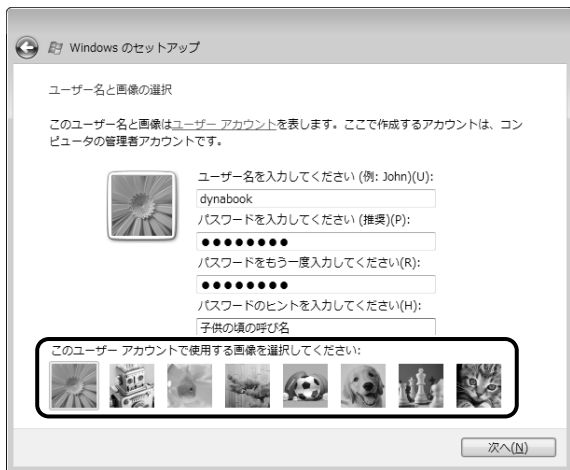 Windows のセットアップ
ユーザー名と画像の選択
このユーザー名と画像はユーザー アカウントを表します。ここで作成するアカウントは、コン
ピュータの管理者アカウントです。
ユーザー名を入力してください (例: John)(U):
dynabook
パスワードを入力してください (推奨)(P):
●●●●●●●●
パスワードをもう一度入力してください(R):
●●●●●●●●
パスワードのヒントを入力してください(H):
子供の頃の呼び名
このユーザー アカウントで使用する画像を選択してください:
次へ(N)